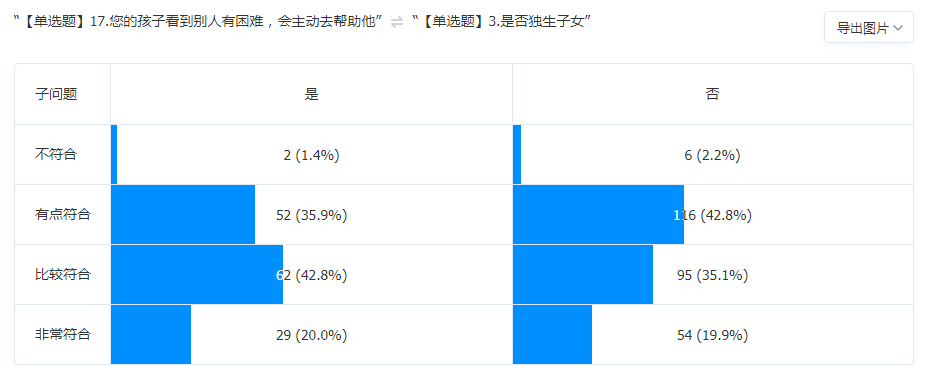 “【单选题】17.您的孩子看到别人有困难，会主动去帮助他” ⇌ “【单选题】3.是否独生子女” 导出图片
子问题 是 否
不符合 2 (1.4%) 6 (2.2%)
有点符合 52 (35.9%) 116 (42.8%)
比较符合 62 (42.8%) 95 (35.1%)
非常符合 29 (20.0%) 54 (19.9%)